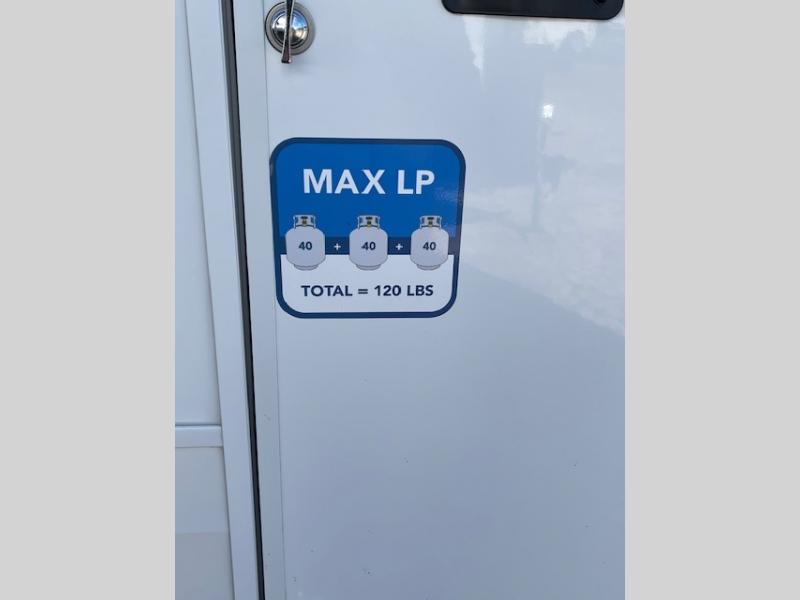 MAX LP
40 + 40 + 40
TOTAL = 120 LBS